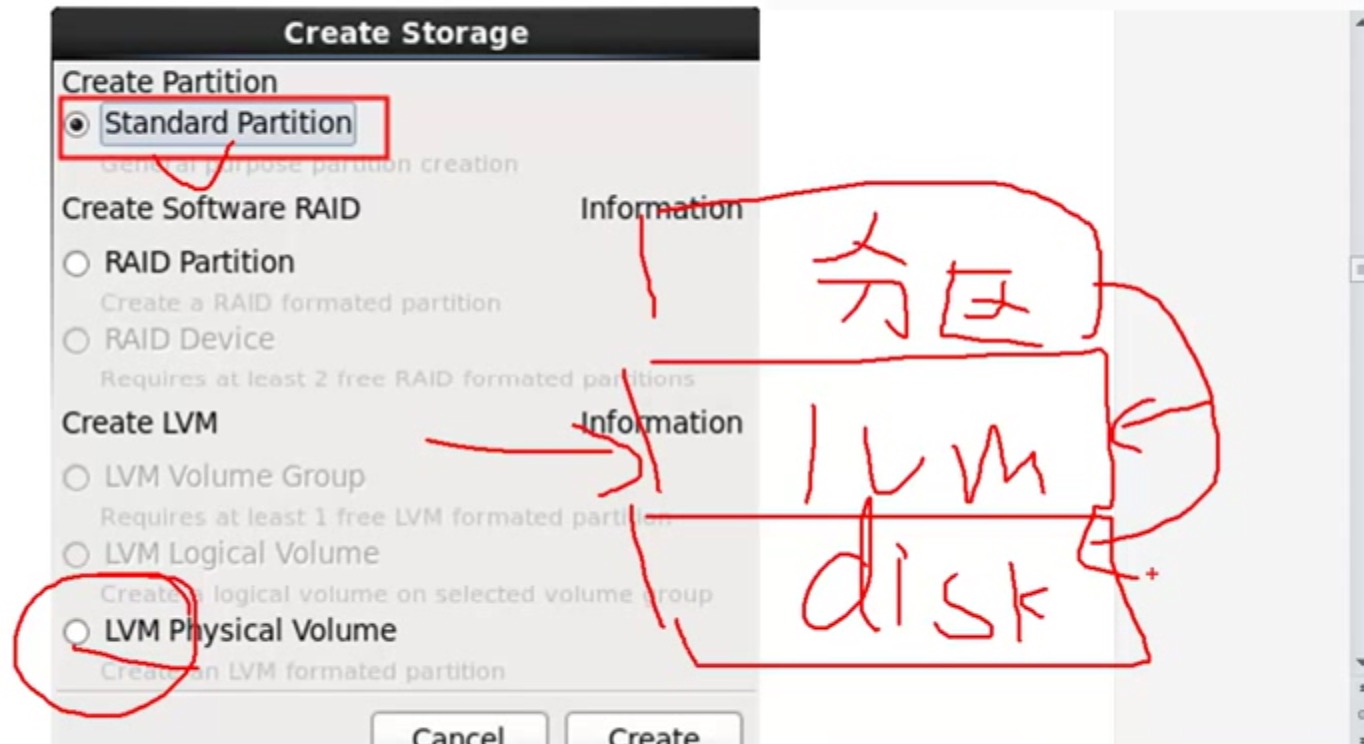 Create Storage
Create Partition
Standard Partition
General purpose partition creation
Create Software RAID Information
RAID Partition
Create a RAID formated partition
RAID Device
Requires at least 2 free RAID formated partitions
Create LVM Information
LVM Volume Group
Requires at least 1 free LVM formated partition
LVM Logical Volume
Create a logical volume on selected volume group
LVM Physical Volume
Create an LVM formated partition
Cancel Create
分区
lvm
disk